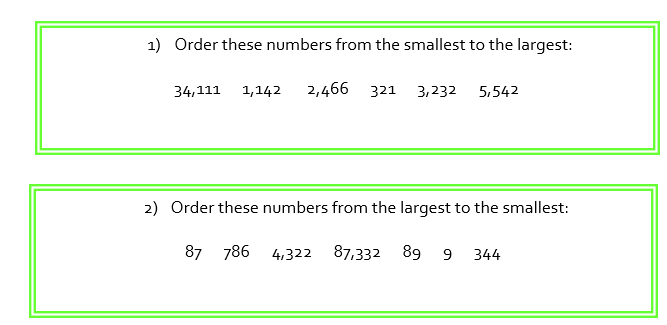 1) Order these numbers from the smallest to the largest:
34,111 1,142 2,466 321 3,232 5,542
2) Order these numbers from the largest to the smallest:
87 786 4,322 87,332 89 9 344